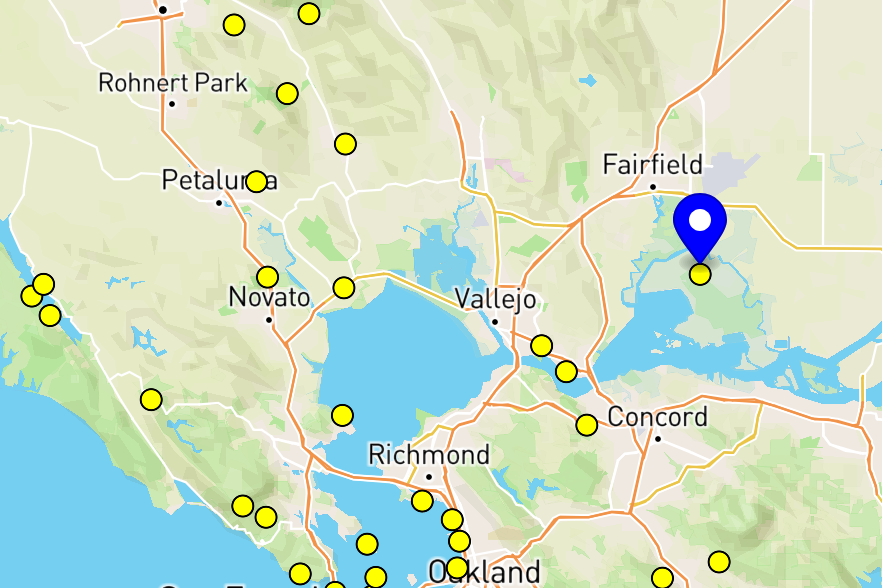 Rohnert Park
Fairfield
Petaluma
Novato
Vallejo
Concord
Richmond
Oakland